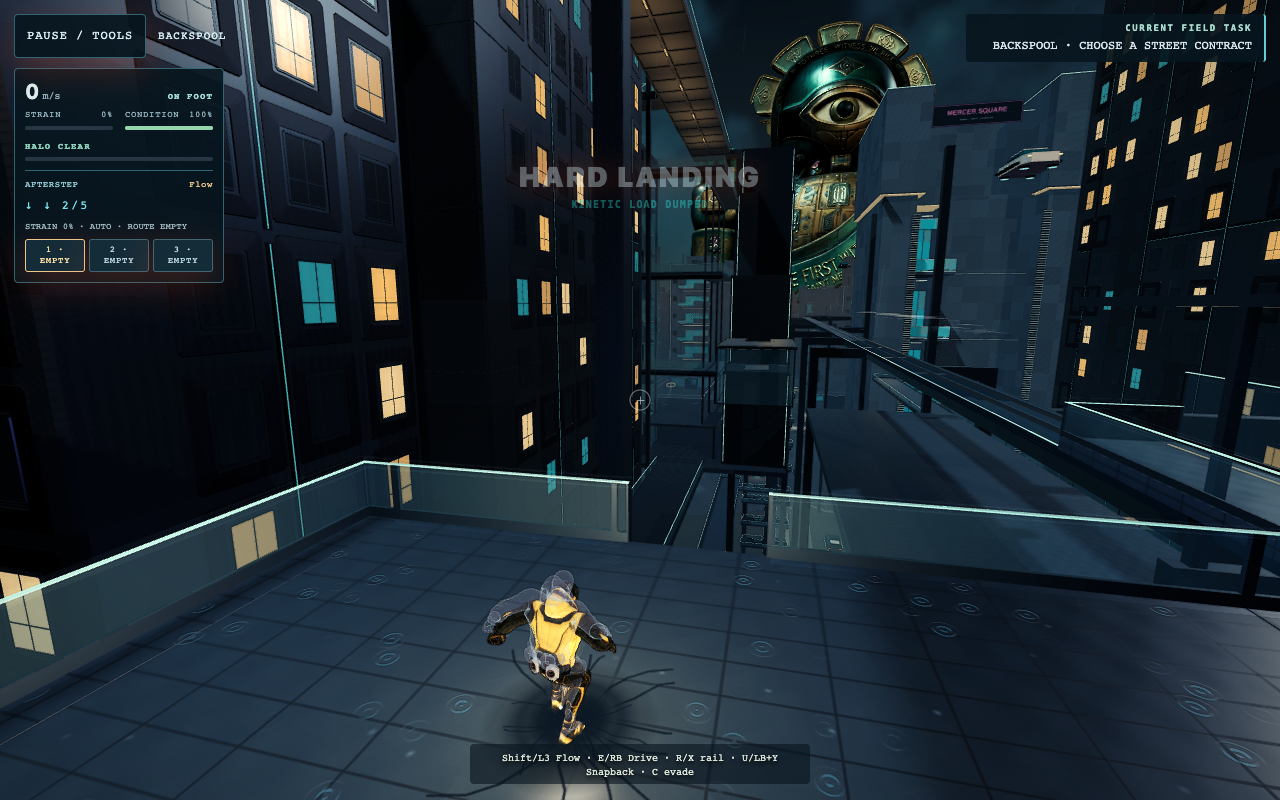 PAUSE / TOOLS
BACKSPOOL
CURRENT FIELD TASK
BACKSPOOL · CHOOSE A STREET CONTRACT
0 m/s
ON FOOT
STRAIN 0%
CONDITION 100%
HALO CLEAR
AFTERSTEP
Flow
↓ ↓ 2/5
STRAIN 0% · AUTO · ROUTE EMPTY
1 ·
EMPTY
2 ·
EMPTY
3 ·
EMPTY
MERCER SQUARE
HARD LANDING
KINETIC LOAD DUMPED
FIRST
Shift/L3 Flow · E/RB Drive · R/X rail · U/LB+Y
Snapback · C evade